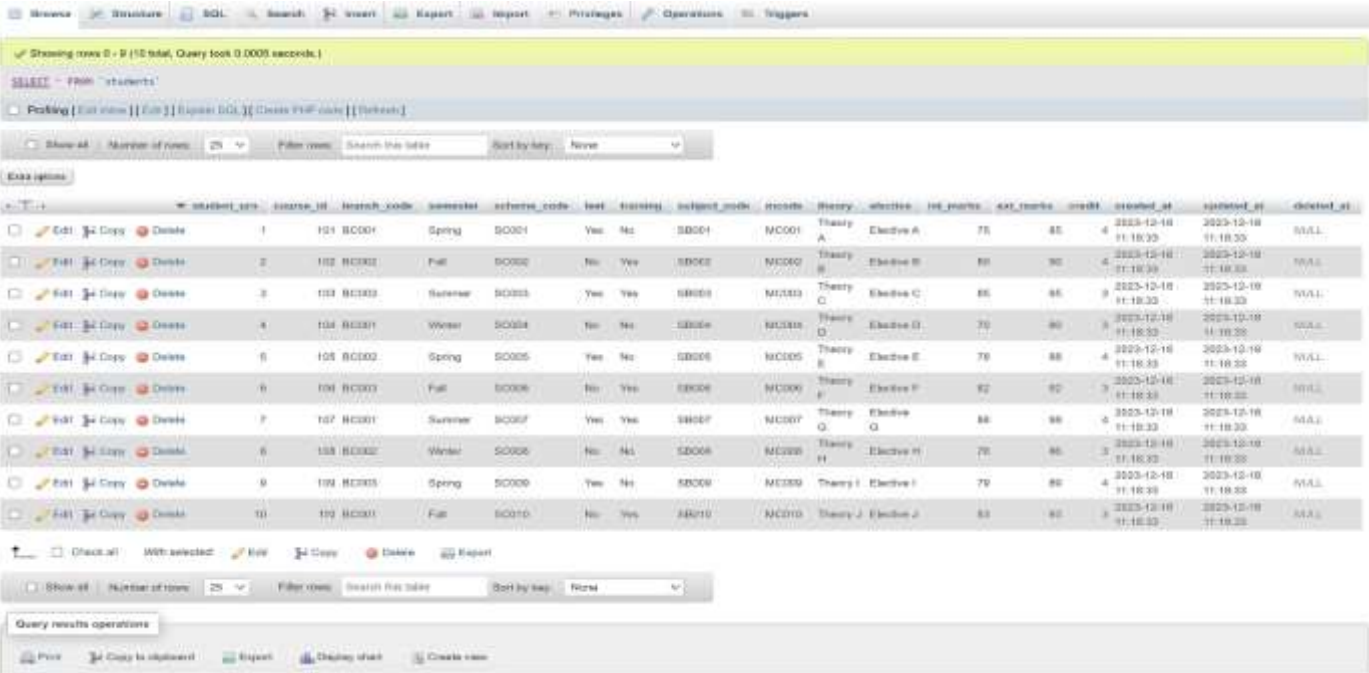 Browse Structure SQL Search Insert Export Import Privileges Operations Triggers
Showing rows 0 - 9 (10 total, Query took 0.0005 seconds.)
SELECT * FROM `students`
Profiling [ Edit inline ] [ Edit ] [ Explain SQL ] [ Create PHP code ] [ Refresh ]
Show all Number of rows: 25 Filter rows: Search this table Sort by key: None
Extra options
course_id branch_code semester scheme_code test training subject_code mcode theory elective int_marks ext_marks credit created_at updated_at deleted_at
Edit Copy Delete 1 101 BC001 Spring SC001 Yes No SB001 MC001 Theory A Elective A 75 85 4 2023-12-18 11:18:33 2023-12-18 11:18:33 NULL
Edit Copy Delete 2 102 BC002 Fall SC002 No Yes SB002 MC002 Theory B Elective B 80 90 4 2023-12-18 11:18:33 2023-12-18 11:18:33 NULL
Edit Copy Delete 3 103 BC003 Summer SC003 Yes Yes SB003 MC003 Theory C Elective C 3 2023-12-18 11:18:33 2023-12-18 11:18:33 NULL
Edit Copy Delete 4 104 BC001 Winter SC004 No No SB004 MC004 Theory D Elective D 70 80 3 2023-12-18 11:18:33 2023-12-18 11:18:33 NULL
Edit Copy Delete 5 105 BC002 Spring SC005 Yes No SB005 MC005 Theory E Elective E 78 88 4 2023-12-18 11:18:33 2023-12-18 11:18:33 NULL
Edit Copy Delete 6 106 BC003 Fall SC006 No Yes SB006 MC006 Theory F Elective F 82 92 3 2023-12-18 11:18:33 2023-12-18 11:18:33 NULL
Edit Copy Delete 7 107 BC001 Summer SC007 Yes Yes SB007 MC007 Theory G Elective G 4 2023-12-18 11:18:33 2023-12-18 11:18:33 NULL
Edit Copy Delete 8 108 BC002 Winter SC008 No No SB008 MC008 Theory H Elective H 3 2023-12-18 11:18:33 2023-12-18 11:18:33 NULL
Edit Copy Delete 9 109 BC003 Spring SC009 Yes No SB009 MC009 Theory I Elective I 79 89 4 2023-12-18 11:18:33 2023-12-18 11:18:33 NULL
Edit Copy Delete 10 110 BC001 Fall SC010 No Yes SB010 MC010 Theory J Elective J 83 3 2023-12-18 11:18:33 2023-12-18 11:18:33 NULL
Check all With selected: Edit Copy Delete Export
Show all Number of rows: 25 Filter rows: Search this table Sort by key: None
Query results operations
Print Copy to clipboard Export Display chart Create view